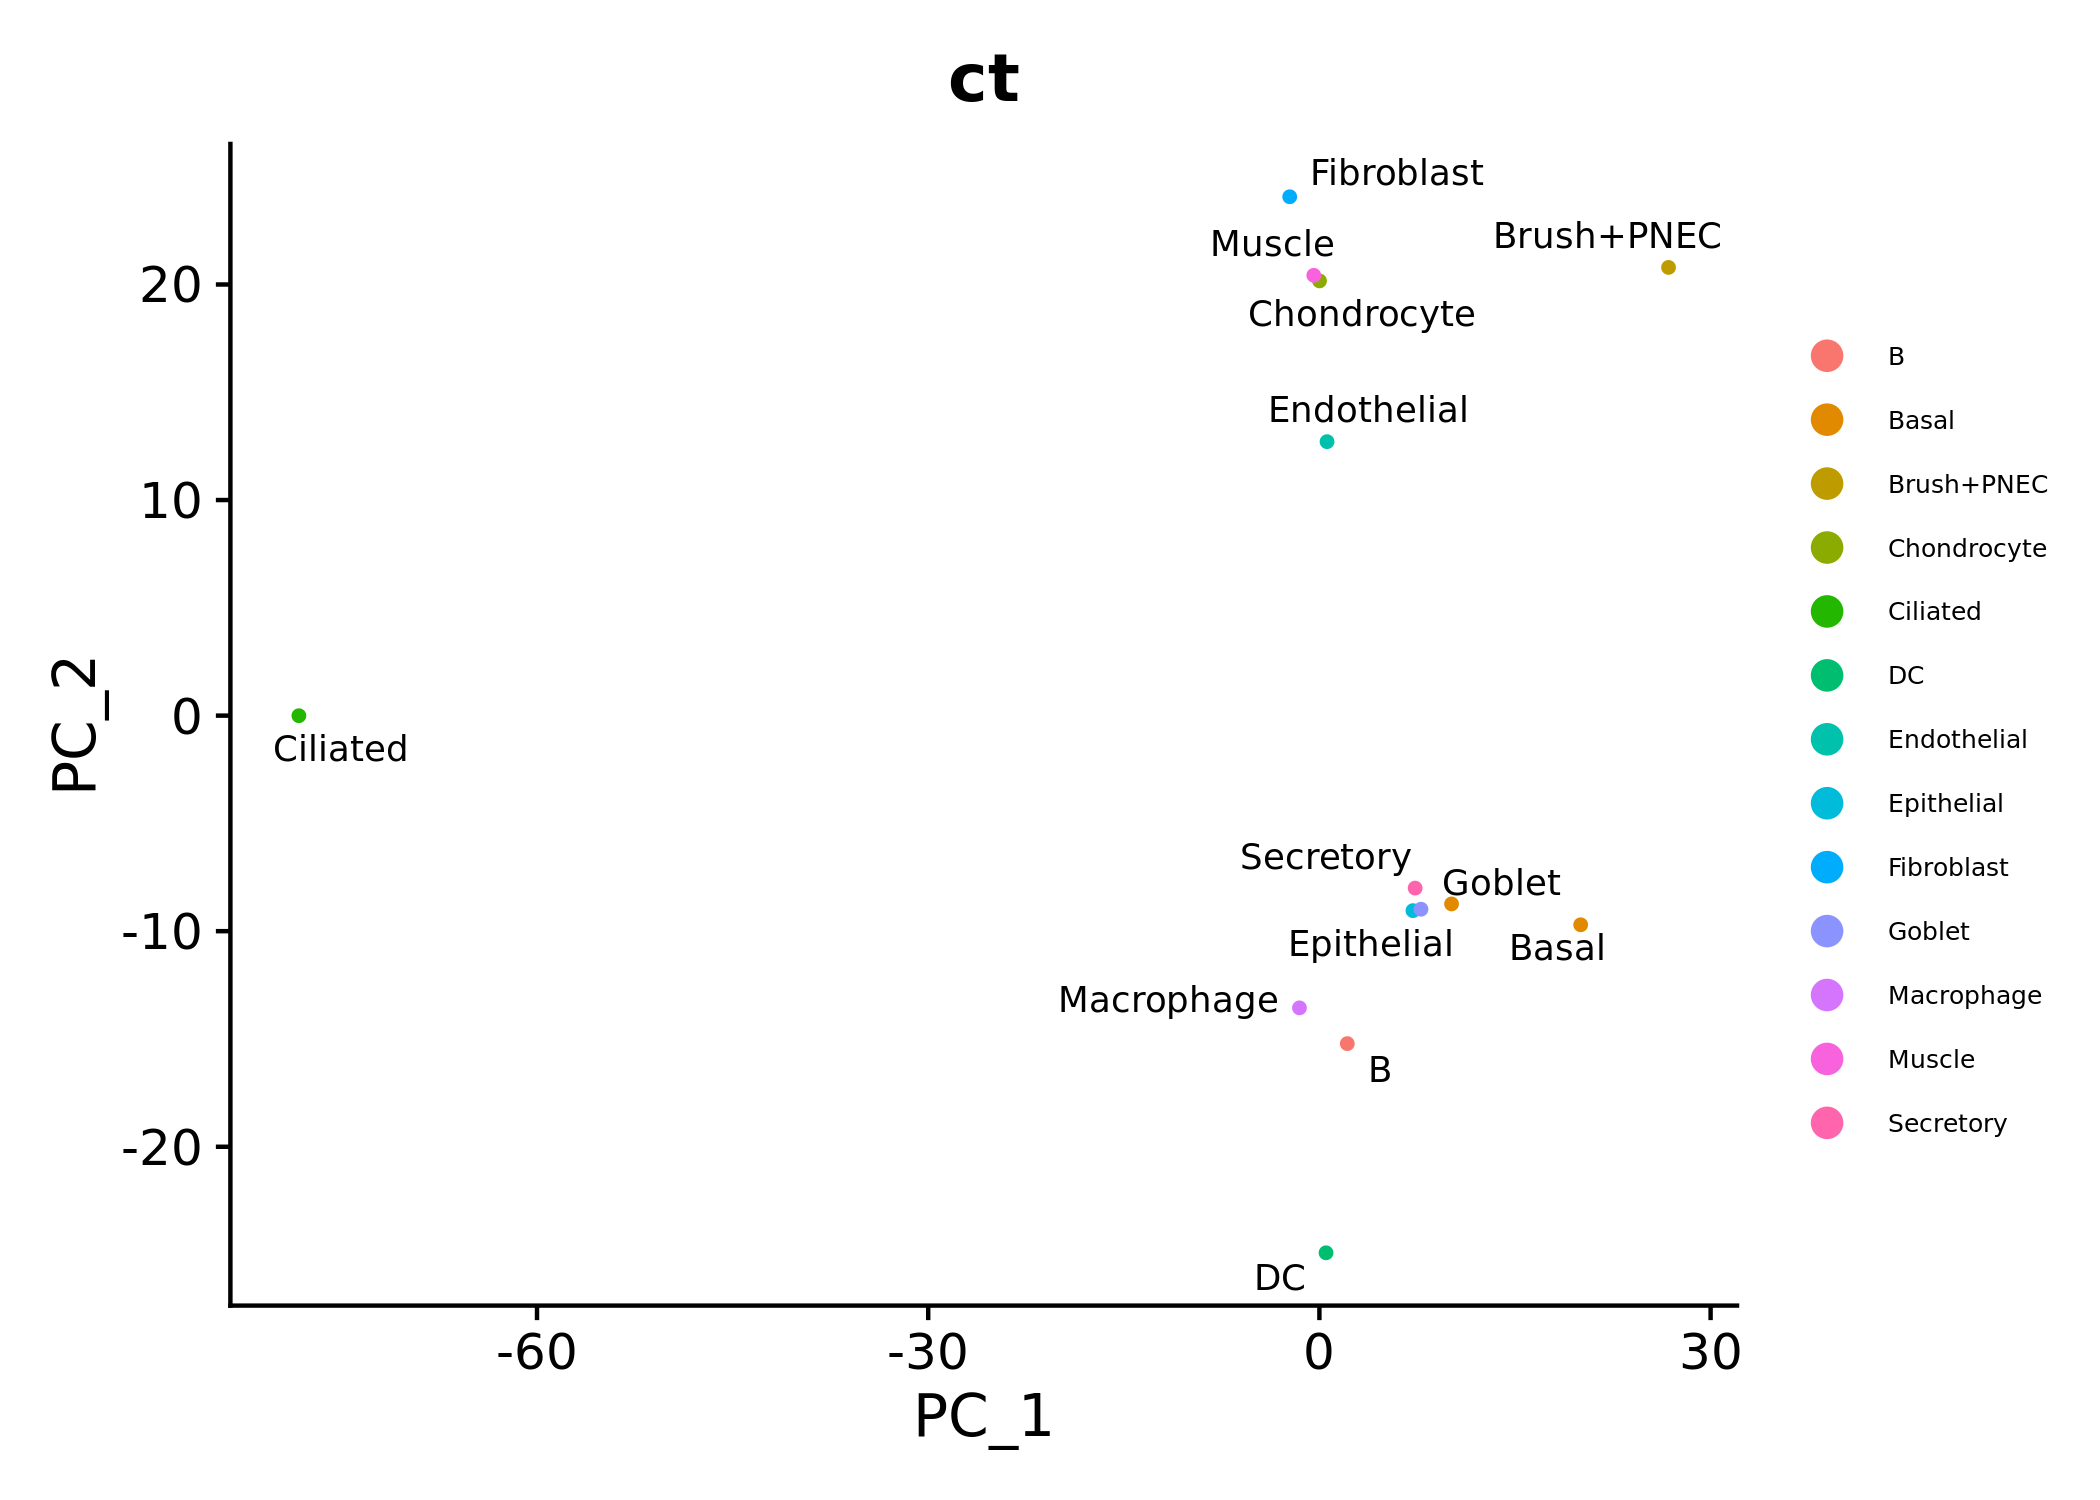 ct
Fibroblast
Brush+PNEC
Muscle
Chondrocyte
Endothelial
Ciliated
Secretory
Goblet
Epithelial
Basal
Macrophage
B
DC
20
10
0
-10
-20
PC_2
-60
-30
0
30
PC_1
B
Basal
Brush+PNEC
Chondrocyte
Ciliated
DC
Endothelial
Epithelial
Fibroblast
Goblet
Macrophage
Muscle
Secretory